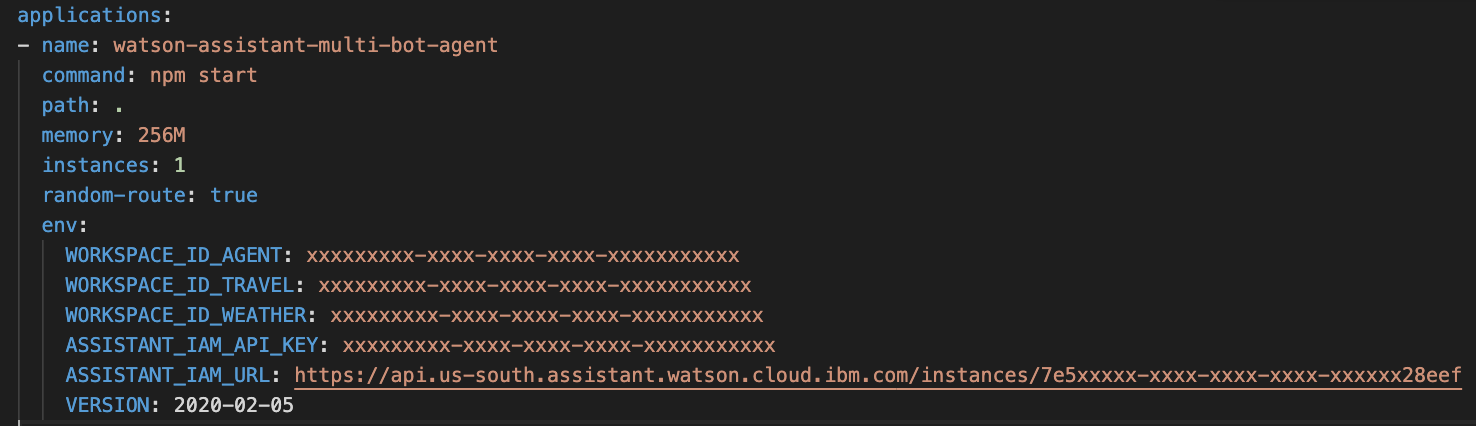 applications:
- name: watson-assistant-multi-bot-agent
command: npm start
path: .
memory: 256M
instances: 1
random-route: true
env:
WORKSPACE_ID_AGENT: xxxxxxxxx-xxxx-xxxx-xxxx-xxxxxxxxxxx
WORKSPACE_ID_TRAVEL: xxxxxxxxx-xxxx-xxxx-xxxx-xxxxxxxxxxx
WORKSPACE_ID_WEATHER: xxxxxxxxx-xxxx-xxxx-xxxx-xxxxxxxxxxx
ASSISTANT_IAM_API_KEY: xxxxxxxxx-xxxx-xxxx-xxxx-xxxxxxxxxxx
ASSISTANT_IAM_URL: https://api.us-south.assistant.watson.cloud.ibm.com/instances/7e5xxxxx-xxxx-xxxx-xxxx-xxxxxx28eef
VERSION: 2020-02-05